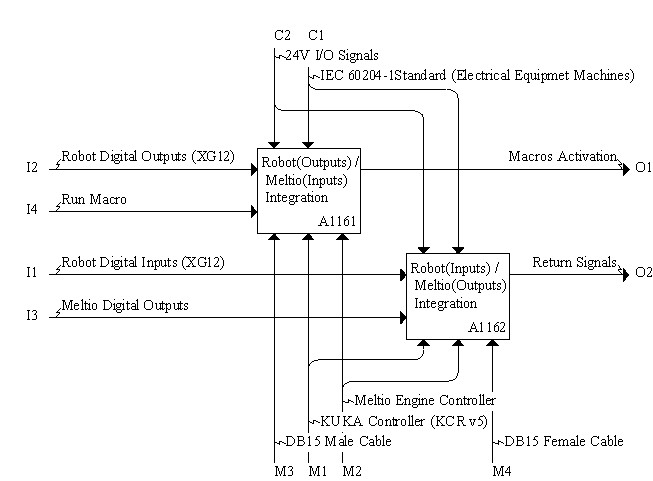 C2 C1
24V I/O Signals
IEC 60204-1Standard (Electrical Equipmet Machines)
I2 Robot Digital Outputs (XG12)
Robot(Outputs) /
Meltio(Inputs)
Integration
A1161
Macros Activation O1
I4 Run Macro
I1 Robot Digital Inputs (XG12)
Robot(Inputs) /
Meltio(Outputs)
Integration
A1162
Return Signals O2
I3 Meltio Digital Outputs
Meltio Engine Controller
KUKA Controller (KCR v5)
DB15 Male Cable
DB15 Female Cable
M3 M1 M2 M4